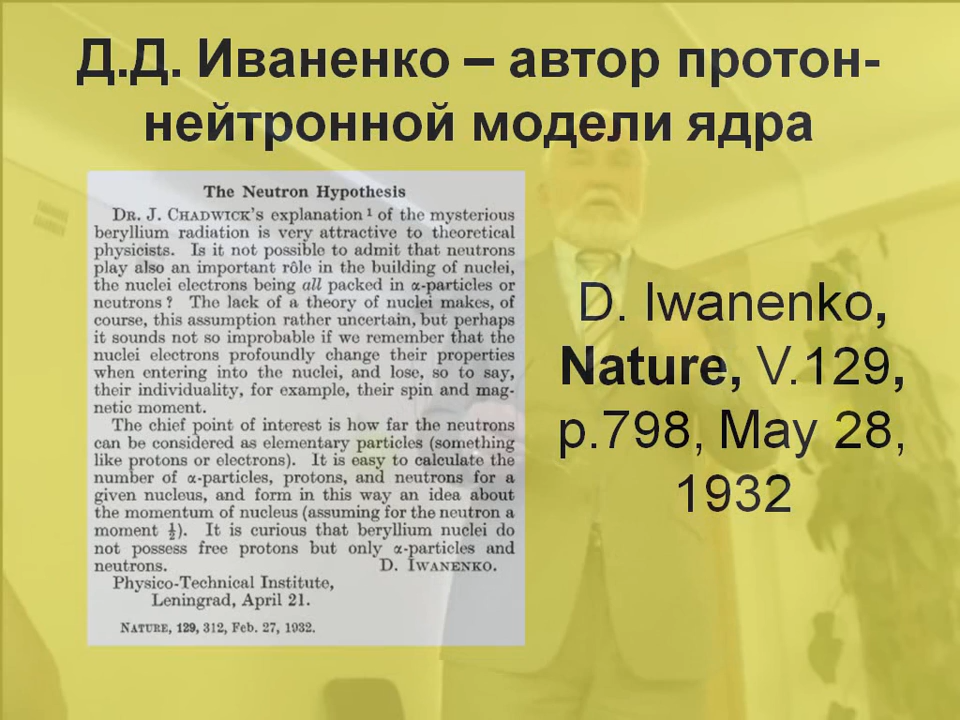 Д.Д. Иваненко – автор протон-
нейтронной модели ядра
The Neutron Hypothesis
DR. J. CHADWICK'S explanation ¹ of the mysterious
beryllium radiation is very attractive to theoretical
physicists. Is it not possible to admit that neutrons
play also an important rôle in the building of nuclei,
the nuclei electrons being all packed in α-particles or
neutrons? The lack of a theory of nuclei makes, of
course, this assumption rather uncertain, but perhaps
it sounds not so improbable if we remember that the
nuclei electrons profoundly change their properties
when entering into the nuclei, and lose, so to say,
their individuality, for example, their spin and mag-
netic moment.
The chief point of interest is how far the neutrons
can be considered as elementary particles (something
like protons or electrons). It is easy to calculate the
number of α-particles, protons, and neutrons for a
given nucleus, and form in this way an idea about
the momentum of nucleus (assuming for the neutron a
moment ½). It is curious that beryllium nuclei do
not possess free protons but only α-particles and
neutrons. D. IWANENKO.
Physico-Technical Institute,
Leningrad, April 21.
NATURE, 129, 312, Feb. 27, 1932.
D. Iwanenko,
Nature, V.129,
p.798, May 28,
1932